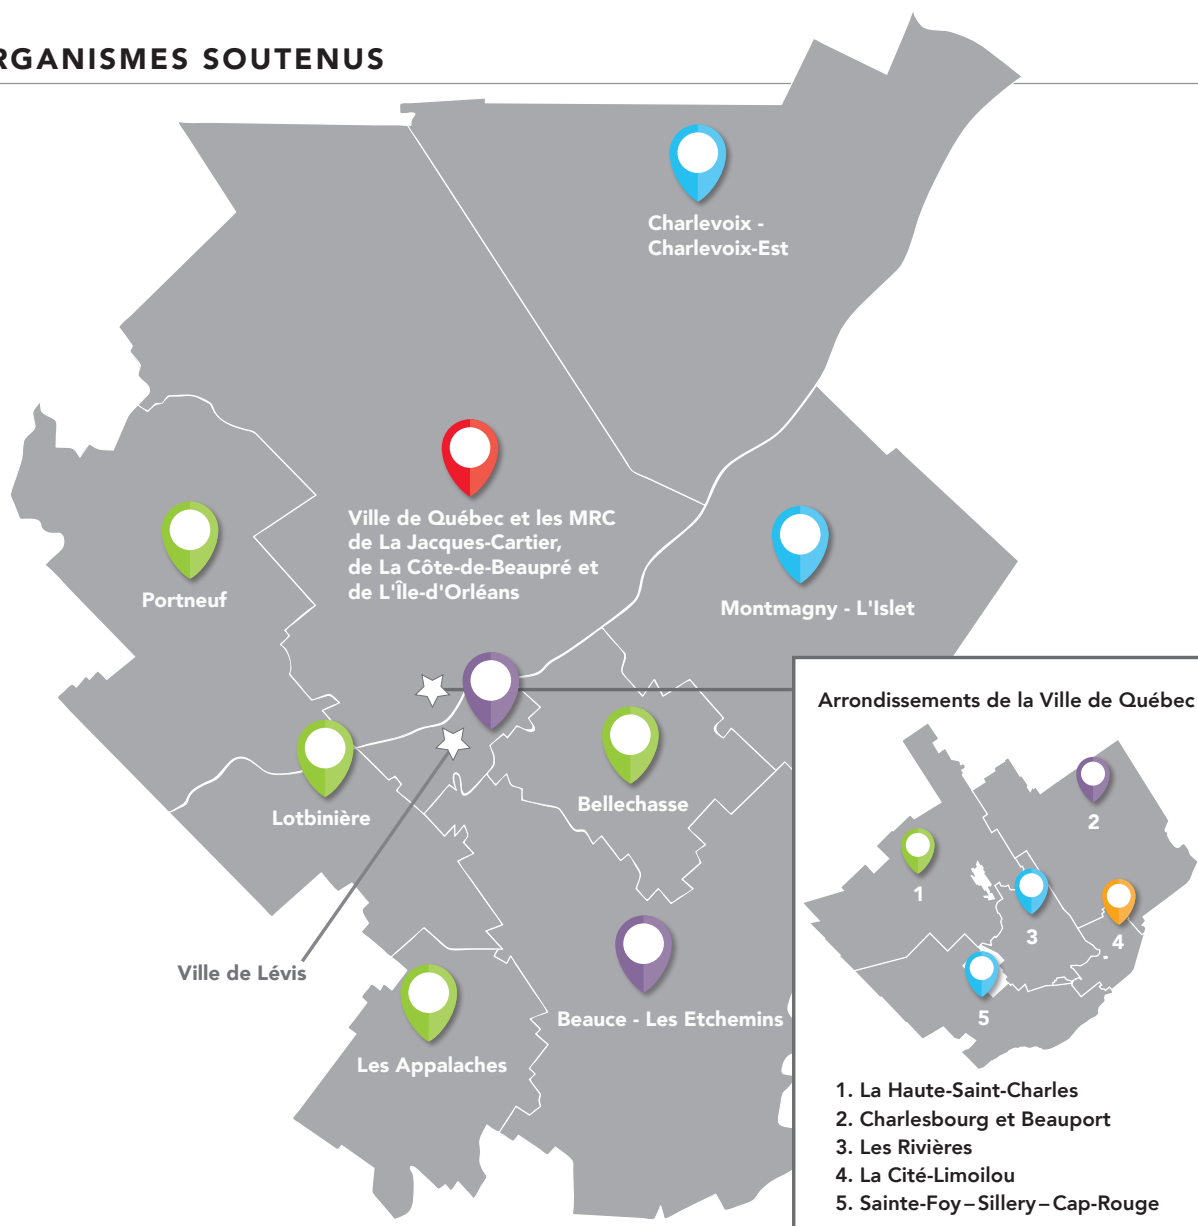 RGANISMES SOUTENUS
Charlevoix -
Charlevoix-Est
Ville de Québec et les MRC
de La Jacques-Cartier,
de La Côte-de-Beaupré et
de L'Île-d'Orléans
Portneuf
Montmagny - L'Islet
Lotbinière
Bellechasse
Ville de Lévis
Beauce - Les Etchemins
Les Appalaches
Arrondissements de la Ville de Québec
2
1
3
4
5
1. La Haute-Saint-Charles
2. Charlesbourg et Beauport
3. Les Rivières
4. La Cité-Limoilou
5. Sainte-Foy – Sillery – Cap-Rouge